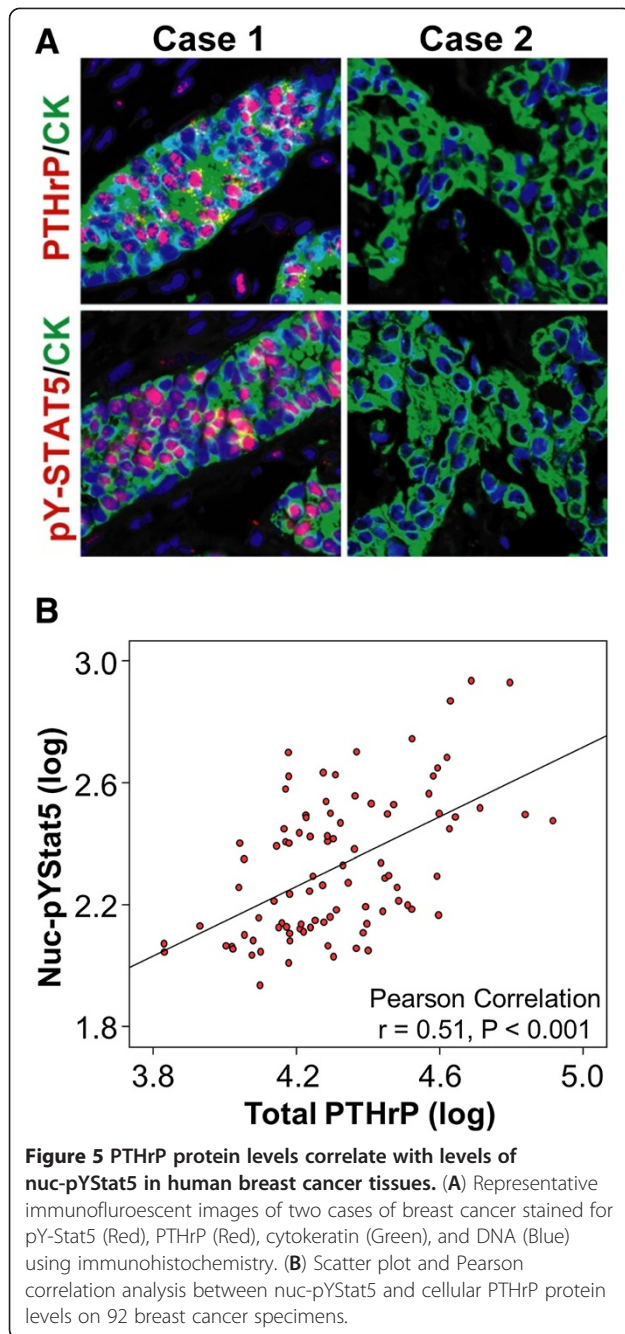 A
Case 1 Case 2
PTHrP/CK
pY-STAT5/CK
B
3.0
2.6
2.2
1.8
Nuc-pYStat5 (log)
Pearson Correlation
r = 0.51, P < 0.001
3.8 4.2 4.6 5.0
Total PTHrP (log)
Figure 5 PTHrP protein levels correlate with levels of
nuc-pYStat5 in human breast cancer tissues. (A) Representative
immunofluroescent images of two cases of breast cancer stained for
pY-Stat5 (Red), PTHrP (Red), cytokeratin (Green), and DNA (Blue)
using immunohistochemistry. (B) Scatter plot and Pearson
correlation analysis between nuc-pYStat5 and cellular PTHrP protein
levels on 92 breast cancer specimens.